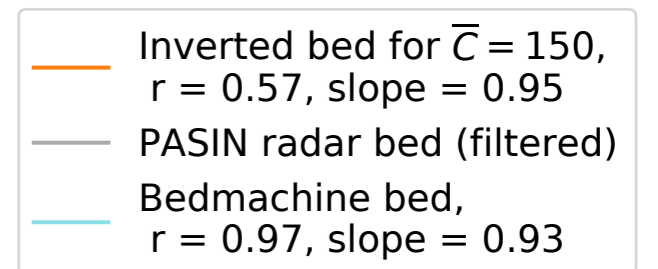 Inverted bed for C̅ = 150,
r = 0.57, slope = 0.95
PASIN radar bed (filtered)
Bedmachine bed,
r = 0.97, slope = 0.93